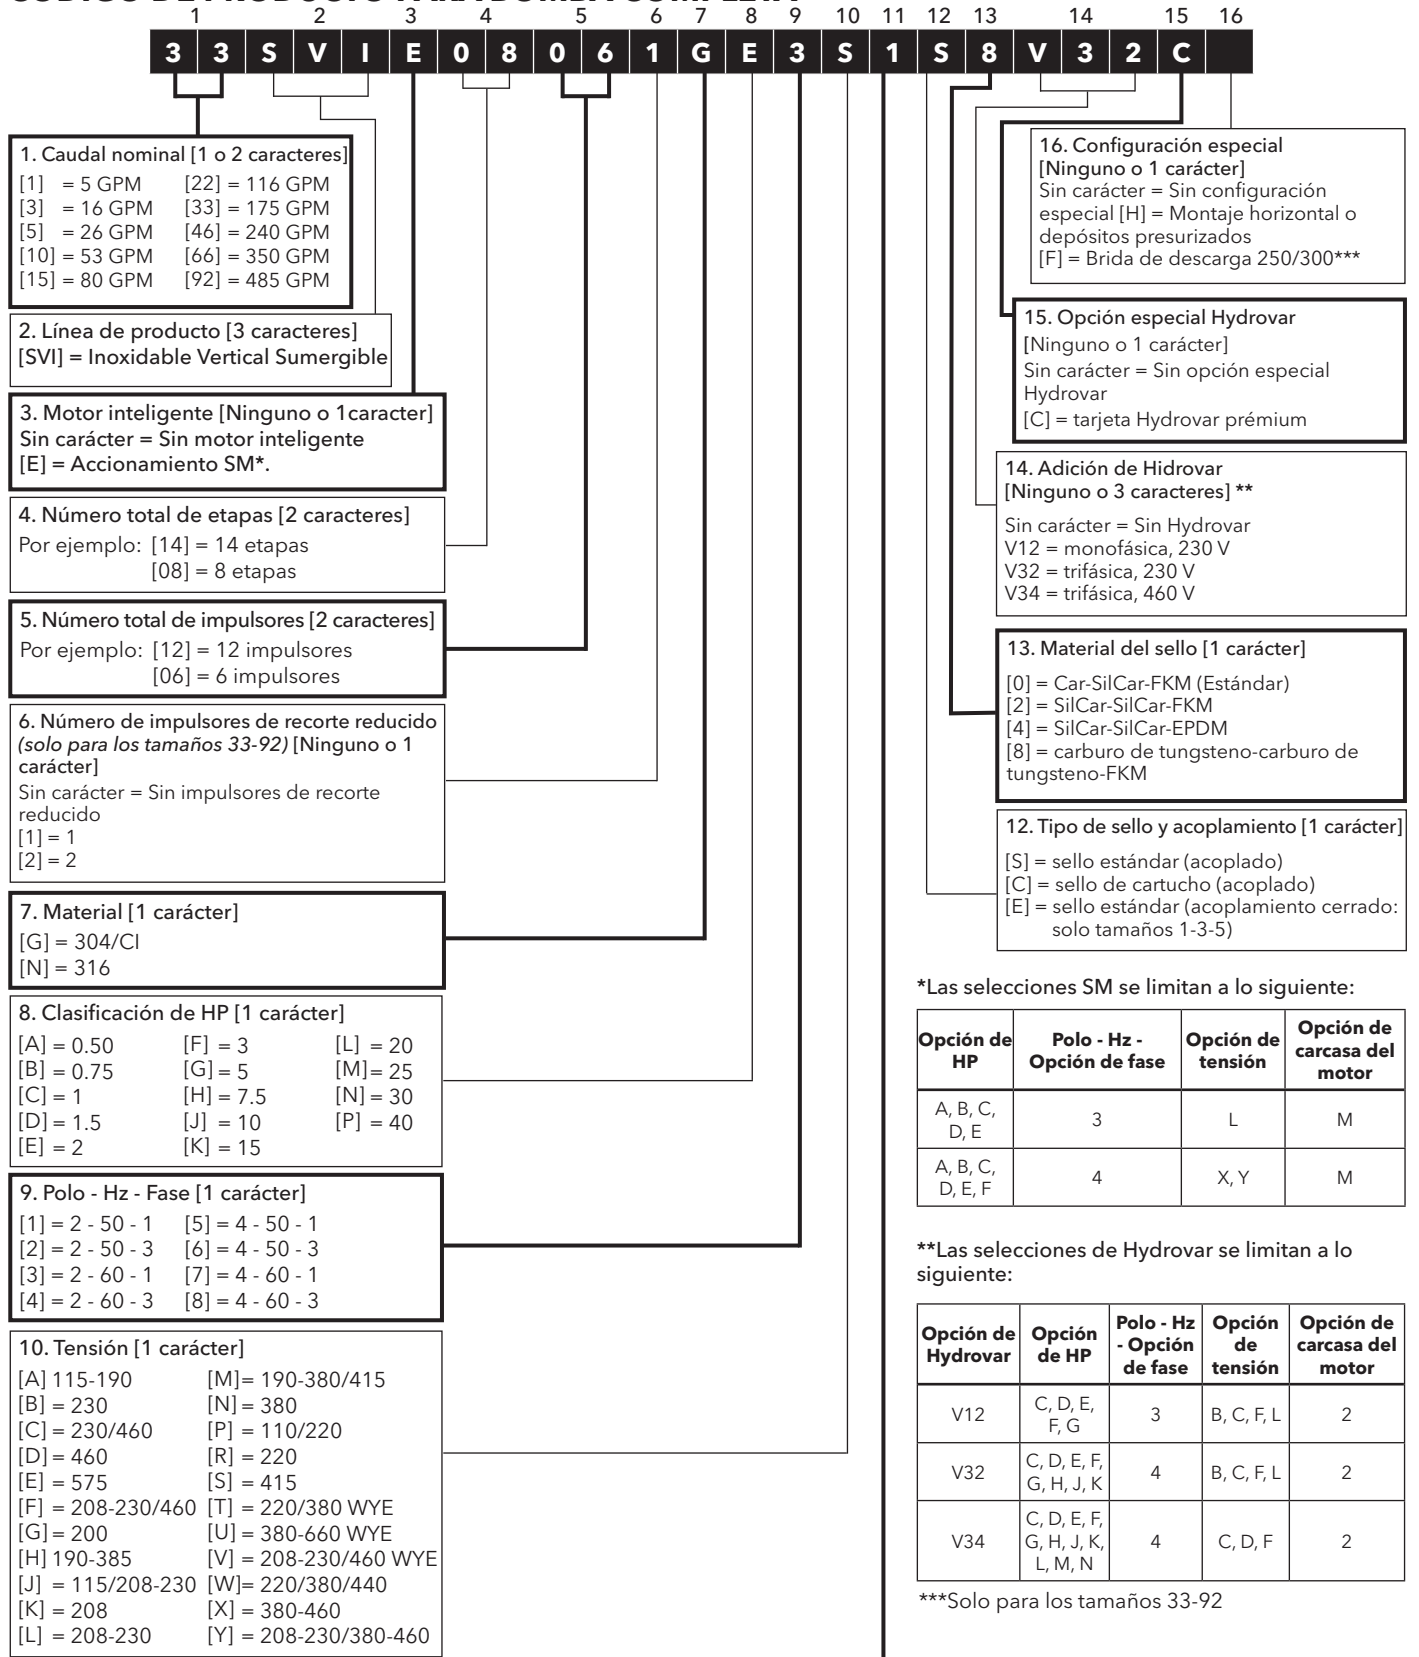 CÓDIGO DE PRODUCTO PARA BOMBA COMPLETA
1 2 3 4 5 6 7 8 9 10 11 12 13 14 15 16
3 3 S V I E 0 8 0 6 1 G E 3 S 1 S 8 V 3 2 C
1. Caudal nominal [1 o 2 caracteres]
[1] = 5 GPM [22] = 116 GPM
[3] = 16 GPM [33] = 175 GPM
[5] = 26 GPM [46] = 240 GPM
[10] = 53 GPM [66] = 350 GPM
[15] = 80 GPM [92] = 485 GPM
2. Línea de producto [3 caracteres]
[SVI] = Inoxidable Vertical Sumergible
3. Motor inteligente [Ninguno o 1caracter]
Sin carácter = Sin motor inteligente
[E] = Accionamiento SM*.
4. Número total de etapas [2 caracteres]
Por ejemplo: [14] = 14 etapas
[08] = 8 etapas
5. Número total de impulsores [2 caracteres]
Por ejemplo: [12] = 12 impulsores
[06] = 6 impulsores
6. Número de impulsores de recorte reducido
(solo para los tamaños 33-92) [Ninguno o 1
carácter]
Sin carácter = Sin impulsores de recorte
reducido
[1] = 1
[2] = 2
7. Material [1 carácter]
[G] = 304/CI
[N] = 316
8. Clasificación de HP [1 carácter]
[A] = 0.50 [F] = 3 [L] = 20
[B] = 0.75 [G] = 5 [M] = 25
[C] = 1 [H] = 7.5 [N] = 30
[D] = 1.5 [J] = 10 [P] = 40
[E] = 2 [K] = 15
9. Polo - Hz - Fase [1 carácter]
[1] = 2 - 50 - 1 [5] = 4 - 50 - 1
[2] = 2 - 50 - 3 [6] = 4 - 50 - 3
[3] = 2 - 60 - 1 [7] = 4 - 60 - 1
[4] = 2 - 60 - 3 [8] = 4 - 60 - 3
10. Tensión [1 carácter]
[A] 115-190 [M]= 190-380/415
[B] = 230 [N] = 380
[C] = 230/460 [P] = 110/220
[D] = 460 [R] = 220
[E] = 575 [S] = 415
[F] = 208-230/460 [T] = 220/380 WYE
[G] = 200 [U] = 380-660 WYE
[H] 190-385 [V] = 208-230/460 WYE
[J] = 115/208-230 [W]= 220/380/440
[K] = 208 [X] = 380-460
[L] = 208-230 [Y] = 208-230/380-460
16. Configuración especial
[Ninguno o 1 carácter]
Sin carácter = Sin configuración
especial [H] = Montaje horizontal o
depósitos presurizados
[F] = Brida de descarga 250/300***
15. Opción especial Hydrovar
[Ninguno o 1 carácter]
Sin carácter = Sin opción especial
Hydrovar
[C] = tarjeta Hydrovar prémium
14. Adición de Hidrovar
[Ninguno o 3 caracteres] **
Sin carácter = Sin Hydrovar
V12 = monofásica, 230 V
V32 = trifásica, 230 V
V34 = trifásica, 460 V
13. Material del sello [1 carácter]
[0] = Car-SilCar-FKM (Estándar)
[2] = SilCar-SilCar-FKM
[4] = SilCar-SilCar-EPDM
[8] = carburo de tungsteno-carburo de
tungsteno-FKM
12. Tipo de sello y acoplamiento [1 carácter]
[S] = sello estándar (acoplado)
[C] = sello de cartucho (acoplado)
[E] = sello estándar (acoplamiento cerrado:
solo tamaños 1-3-5)
*Las selecciones SM se limitan a lo siguiente:
Opción de HP Polo - Hz - Opción de fase Opción de tensión Opción de carcasa del motor
A, B, C, D, E 3 L M
A, B, C, D, E, F 4 X, Y M
**Las selecciones de Hydrovar se limitan a lo
siguiente:
Opción de Hydrovar Opción de HP Polo - Hz - Opción de fase Opción de tensión Opción de carcasa del motor
V12 C, D, E, F, G 3 B, C, F, L 2
V32 C, D, E, F, G, H, J, K 4 B, C, F, L 2
V34 C, D, E, F, G, H, J, K, L, M, N 4 C, D, F 2
***Solo para los tamaños 33-92